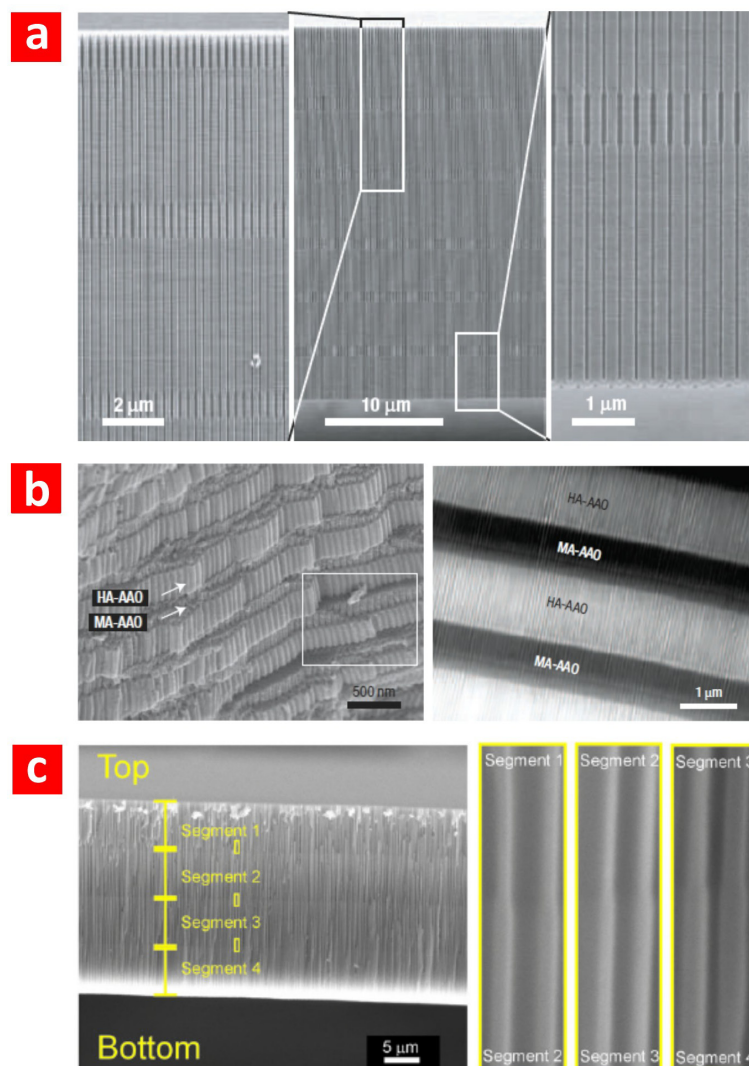 a
2 μm
10 μm
1 μm
b
HA-AAO
MA-AAO
500 nm
HA-AAO
MA-AAO
HA-AAO
MA-AAO
1 μm
c
Top
Segment 1
Segment 2
Segment 3
Segment 4
Bottom
5 μm
Segment 1
Segment 2
Segment 2
Segment 3
Segment 3
Segment 4